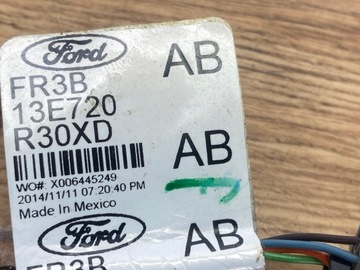 Ford
AB
FR3B
13E720
R30XD
AB
WO#: X006445249
2014/11/11 07:20:40 PM
Made In Mexico
Ford
AB
FR3B